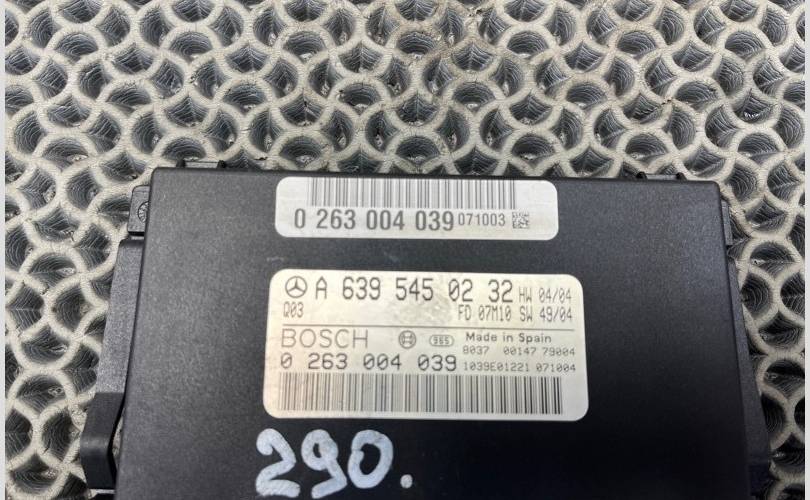 0 263 004 039 071003
A 639 545 02 32 HW 04/04
Q03 FD 07M10 SW 49/04
BOSCH 965 Made in Spain
8037 00147 79004
0 263 004 039 1039E01221 071004
290.